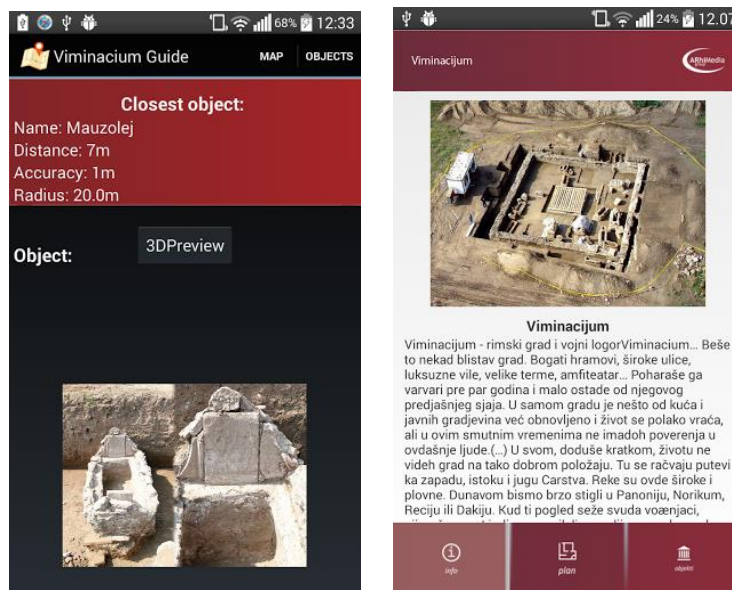 68% 12:33
Viminacium Guide MAP OBJECTS
Closest object:
Name: Mauzolej
Distance: 7m
Accuracy: 1m
Radius: 20.0m
Object:
3DPreview
24% 12.07
Viminacijum
ARhiMedia
Viminacijum
Viminacijum - rimski grad i vojni logorViminacium... Beše
to nekad blistav grad. Bogati hramovi, široke ulice,
luksuzne vile, velike terme, amfiteatar... Poharaše ga
varvari pre par godina i malo ostade od njegovog
predjašnjeg sjaja. U samom gradu je nešto od kuća i
javnih gradjevina već obnovljeno i život se polako vraća,
ali u ovim smutnim vremenima ne imadoh poverenja u
ovdašnje ljude.(...) U svom, doduše kratkom, životu ne
videh grad na tako dobrom položaju. Tu se račvaju putevi
ka zapadu, istoku i jugu Carstva. Reke su ovde široke i
plovne. Dunavom bismo brzo stigli u Panoniju, Norikum,
Reciju ili Dakiju. Kud ti pogled seže svuda voænjaci,
info
plan
objekti